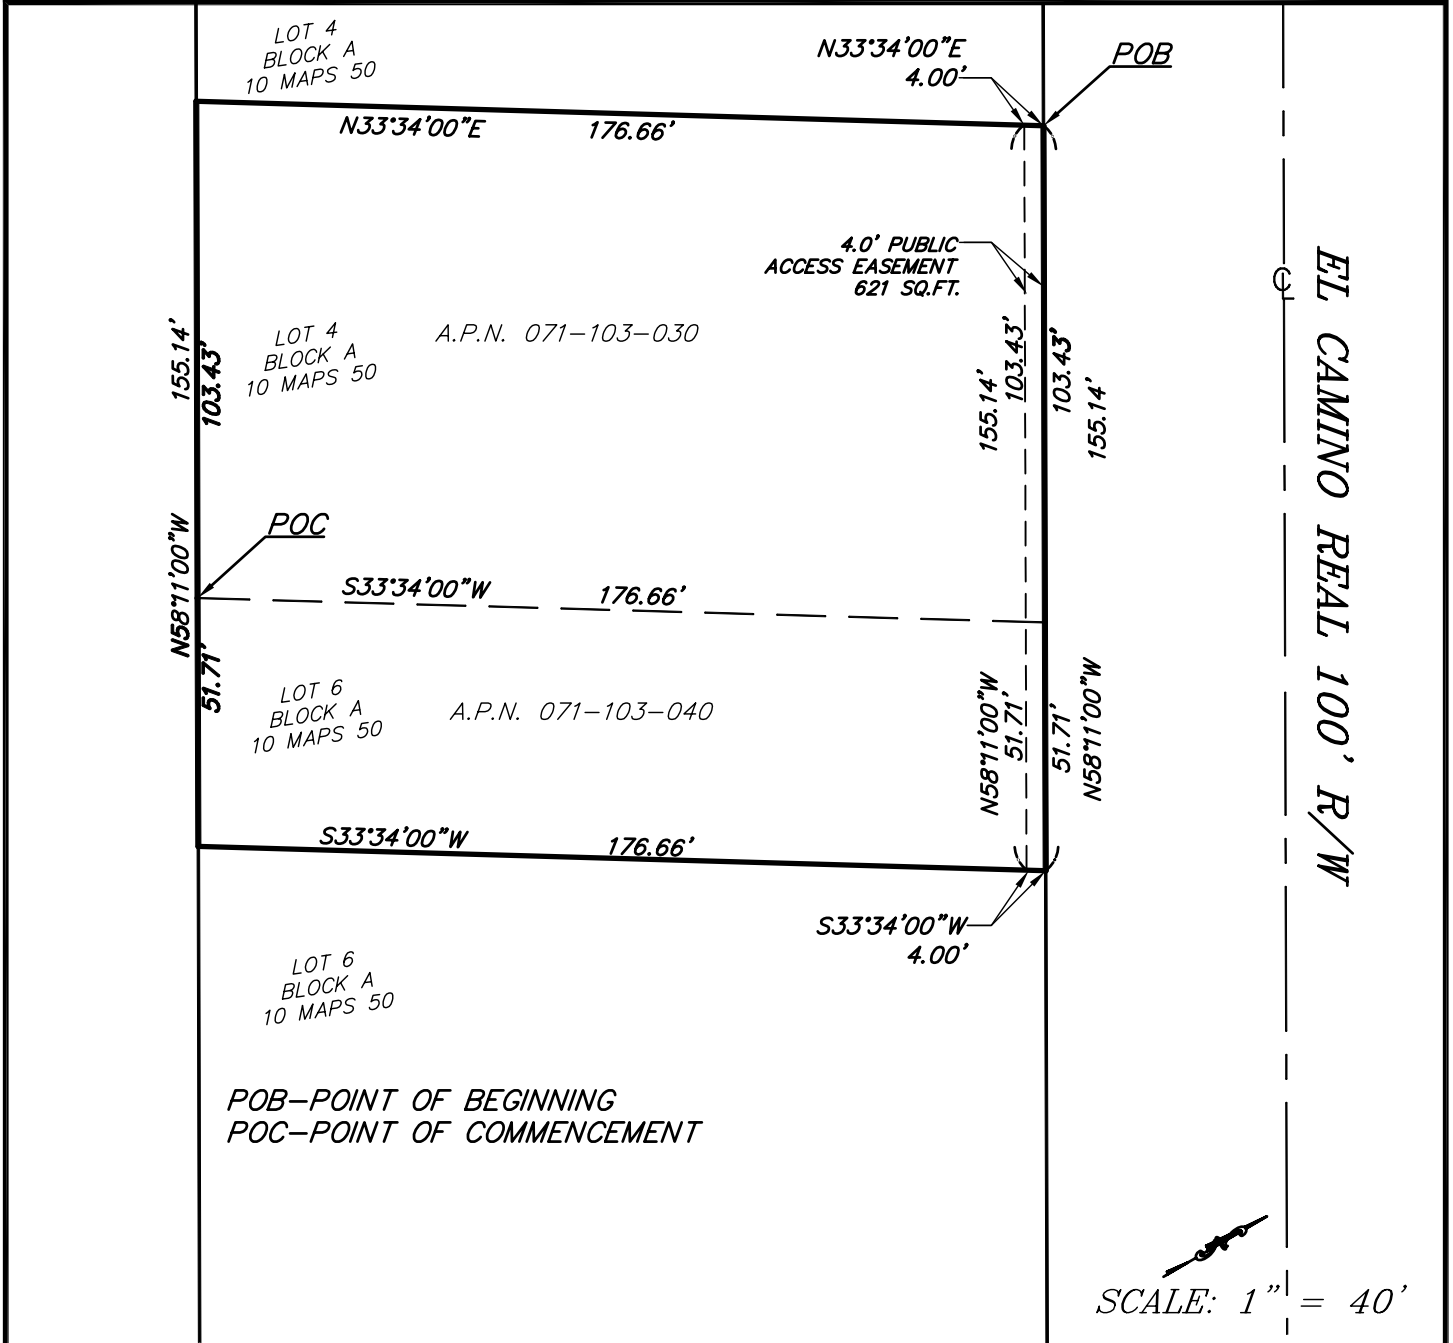 LOT 4
BLOCK A
10 MAPS 50
N33°34'00"E
4.00'
POB
N33°34'00"E 176.66'
4.0' PUBLIC
ACCESS EASEMENT
621 SQ.FT.
LOT 4
BLOCK A
10 MAPS 50
A.P.N. 071-103-030
155.14'
103.43'
155.14'
103.43'
103.43'
155.14'
℄
EL CAMINO REAL 100' R/W
POC
N58°11'00"W
51.71'
S33°34'00"W 176.66'
LOT 6
BLOCK A
10 MAPS 50
A.P.N. 071-103-040
N58°11'00"W
51.71'
51.71'
N58°11'00"W
S33°34'00"W 176.66'
S33°34'00"W
4.00'
LOT 6
BLOCK A
10 MAPS 50
POB-POINT OF BEGINNING
POC-POINT OF COMMENCEMENT
SCALE: 1" = 40'